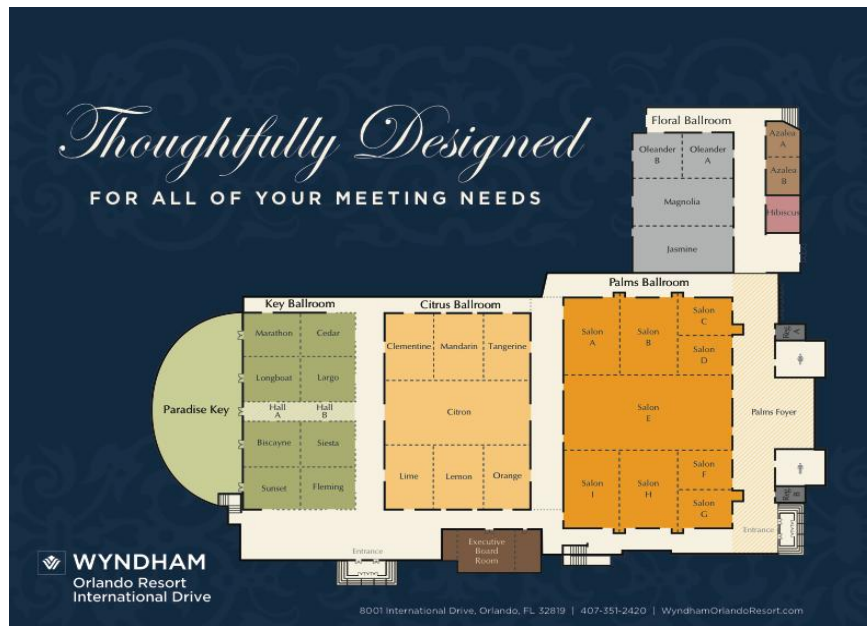 Thoughtfully Designed
FOR ALL OF YOUR MEETING NEEDS
Floral Ballroom
Oleander
B
Oleander
A
Azalea
A
Azalea
B
Magnolia
Hibiscus
Jasmine
Palms Ballroom
Key Ballroom
Citrus Ballroom
Marathon
Cedar
Clementine
Mandarin
Tangerine
Salon
A
Salon
B
Salon
C
Salon
D
Longboat
Largo
Paradise Key
Hall
A
Hall
B
Citron
Salon
E
Palms Foyer
Biscayne
Siesta
Sunset
Fleming
Lime
Lemon
Orange
Salon
I
Salon
H
Salon
F
Salon
G
Reg.
A
Reg.
B
Entrance
Entrance
Executive
Board
Room
WYNDHAM
Orlando Resort
International Drive
8001 International Drive, Orlando, FL 32819 | 407-351-2420 | WyndhamOrlandoResort.com